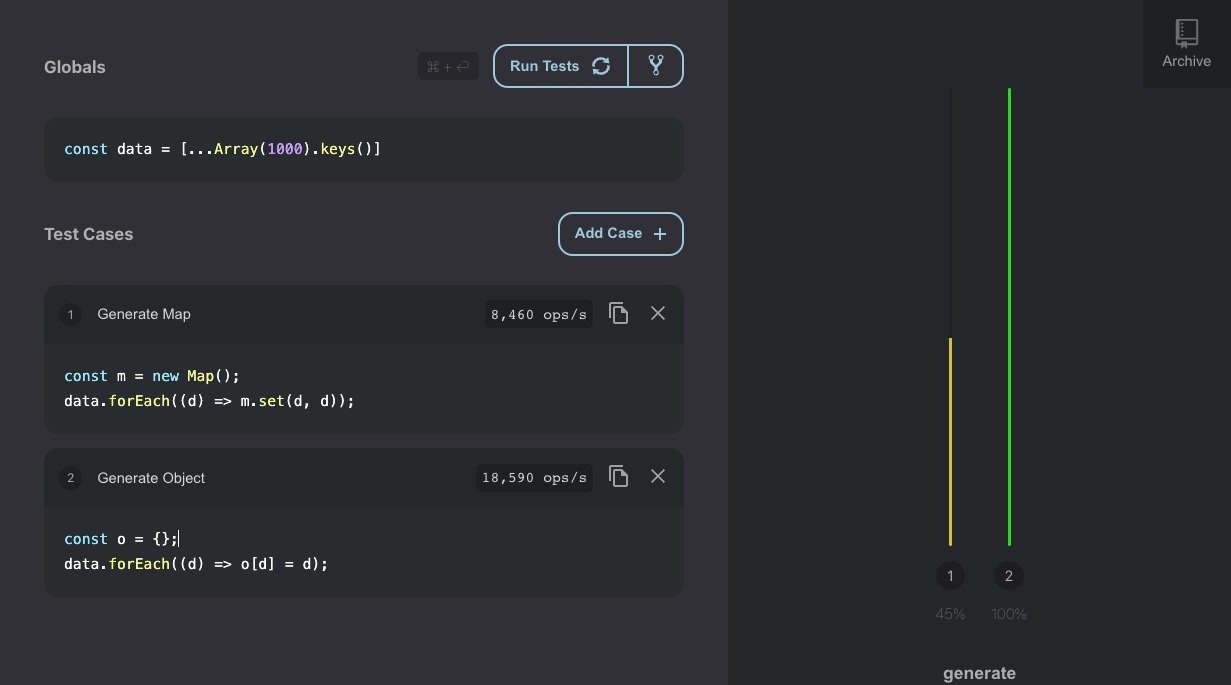 Globals
⌘ + ⏎
Run Tests
Archive
const data = [...Array(1000).keys()]
Test Cases
Add Case +
1 Generate Map 8,460 ops/s
const m = new Map();
data.forEach((d) => m.set(d, d));
2 Generate Object 18,590 ops/s
const o = {};
data.forEach((d) => o[d] = d);
1 2
45% 100%
generate